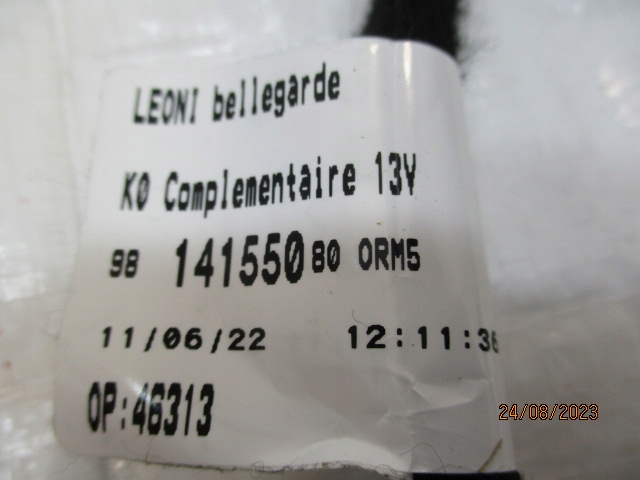 LEONI bellegarde
K0 Complementaire 13V
98 141550 80 ORM5
11/06/22 12:11:36
OP:46313
24/08/2023